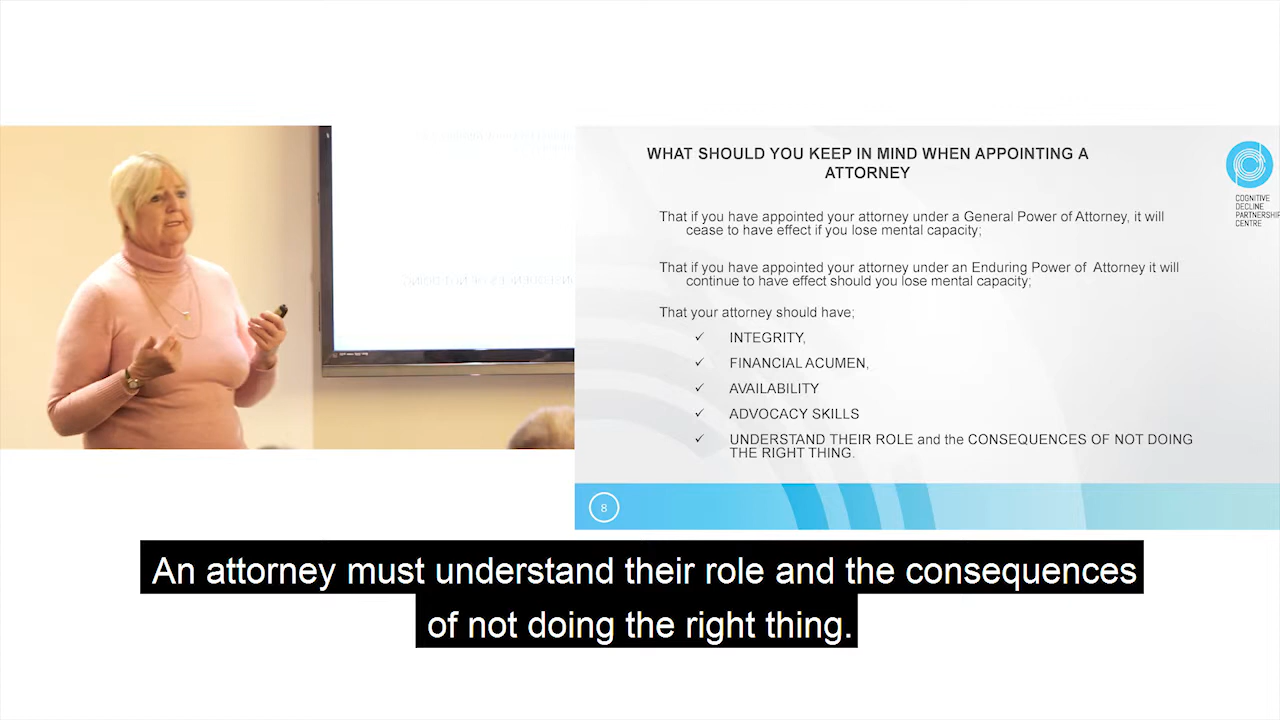 WHAT SHOULD YOU KEEP IN MIND WHEN APPOINTING A
ATTORNEY
COGNITIVE
DECLINE
PARTNERSHIP
CENTRE
That if you have appointed your attorney under a General Power of Attorney, it will
cease to have effect if you lose mental capacity;
That if you have appointed your attorney under an Enduring Power of Attorney it will
continue to have effect should you lose mental capacity;
That your attorney should have;
✓ INTEGRITY,
✓ FINANCIAL ACUMEN,
✓ AVAILABILITY
✓ ADVOCACY SKILLS
✓ UNDERSTAND THEIR ROLE and the CONSEQUENCES OF NOT DOING
THE RIGHT THING.
8
An attorney must understand their role and the consequences
of not doing the right thing.